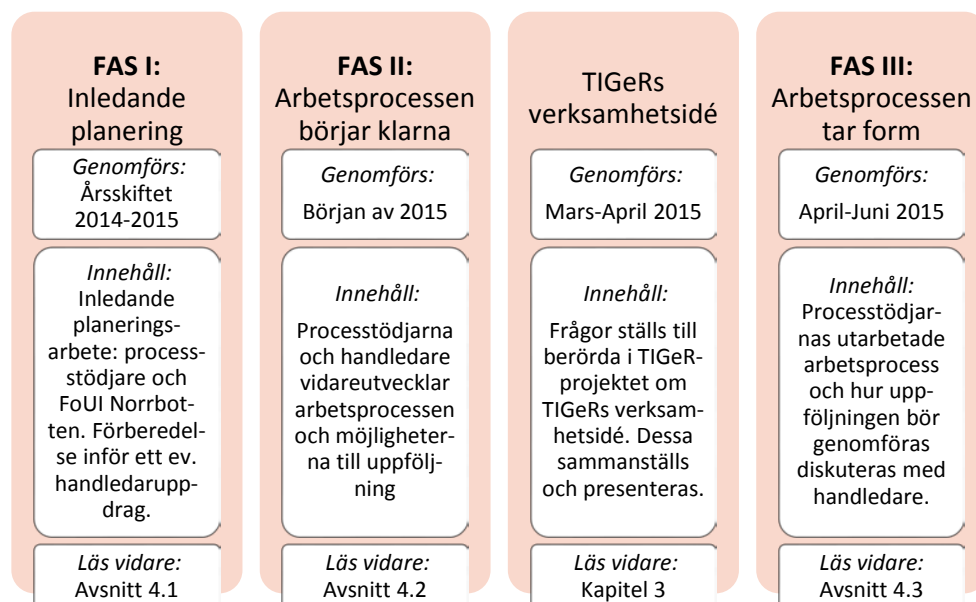 FAS I:
Inledande
planering
Genomförs:
Årsskiftet
2014-2015
Innehåll:
Inledande
planerings-
arbete: process-
stödjare och
FoUI Norrbot-
ten. Förberedel-
se inför ett ev.
handledarupp-
drag.
Läs vidare:
Avsnitt 4.1
FAS II:
Arbetsprocessen
börjar klarna
Genomförs:
Början av 2015
Innehåll:
Processtödjarna
och handledare
vidareutvecklar
arbetsprocessen
och möjligheter-
na till uppfölj-
ning
Läs vidare:
Avsnitt 4.2
TIGeRs
verksamhetsidé
Genomförs:
Mars-April 2015
Innehåll:
Frågor ställs till
berörda i TIGeR-
projektet om
TIGeRs verksam-
hetsidé. Dessa
sammanställs
och presenteras.
Läs vidare:
Kapitel 3
FAS III:
Arbetsprocessen
tar form
Genomförs:
April-Juni 2015
Innehåll:
Processtödjar-
nas utarbetade
arbetsprocess
och hur upp-
följningen bör
genomföras
diskuteras med
handledare.
Läs vidare:
Avsnitt 4.3